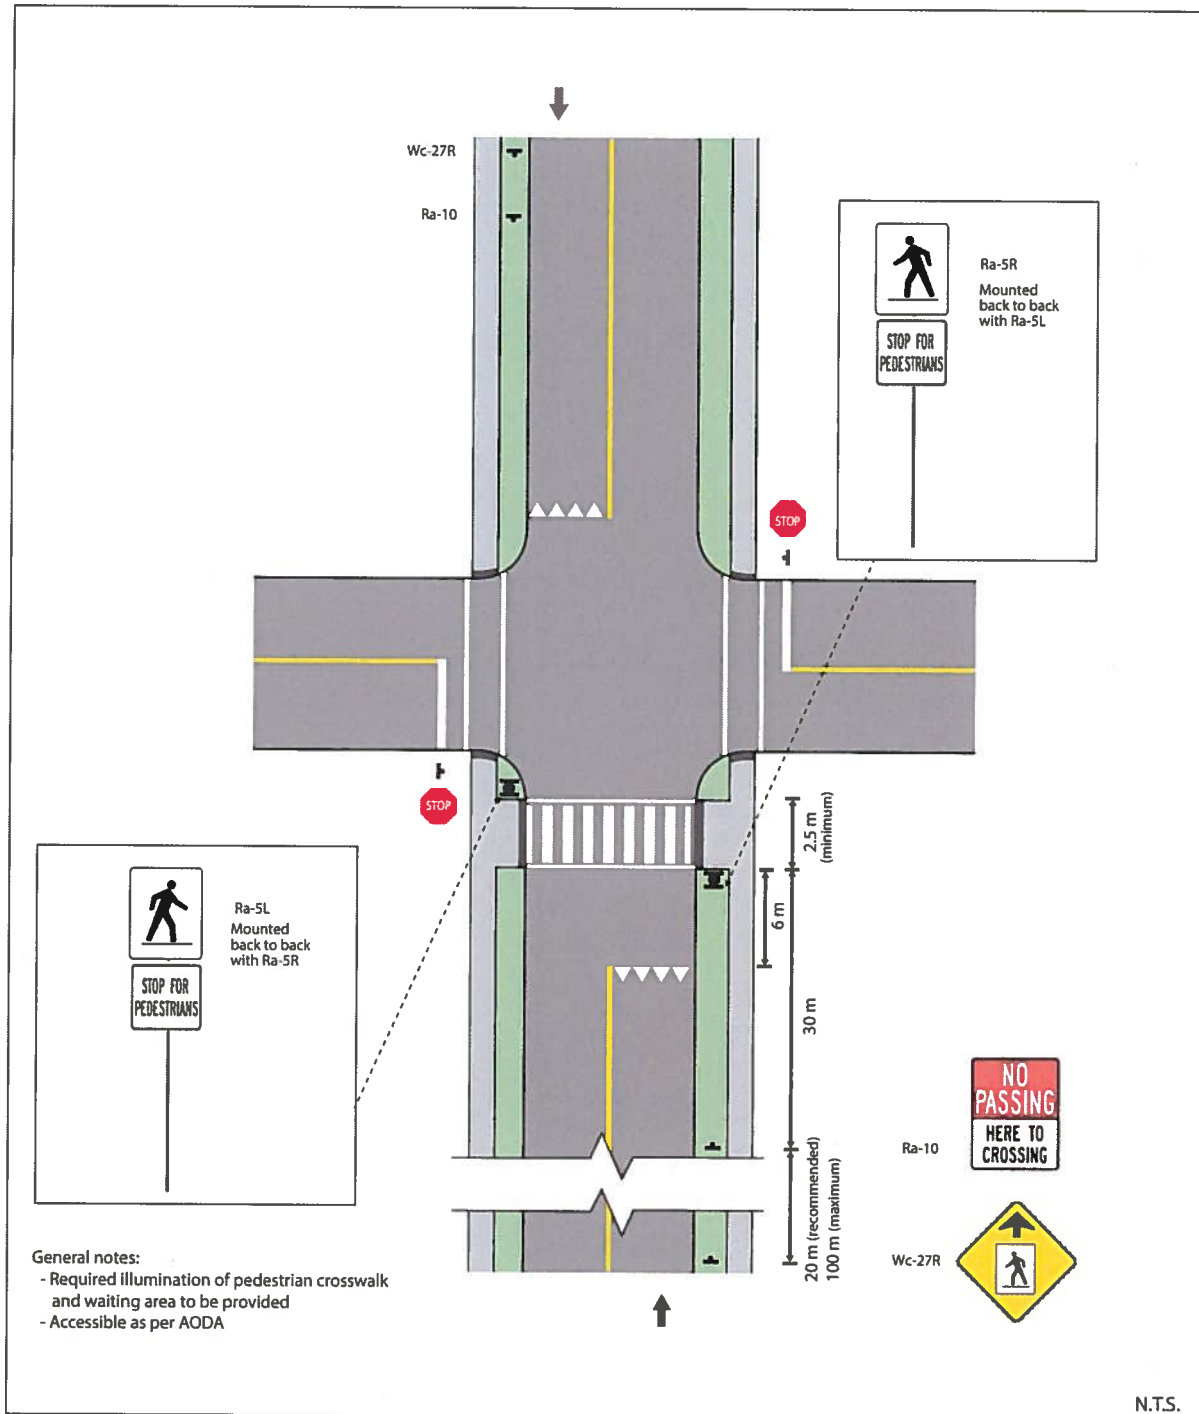 Wc-27R
Ra-10
STOP
Ra-5R
Mounted
back to back
with Ra-5L
STOP FOR
PEDESTRIANS
STOP
2.5 m
(minimum)
6 m
30 m
20 m (recommended)
100 m (maximum)
Ra-5L
Mounted
back to back
with Ra-5R
STOP FOR
PEDESTRIANS
NO
PASSING
HERE TO
CROSSING
Ra-10
Wc-27R
General notes:
- Required illumination of pedestrian crosswalk
and waiting area to be provided
- Accessible as per AODA
N.T.S.